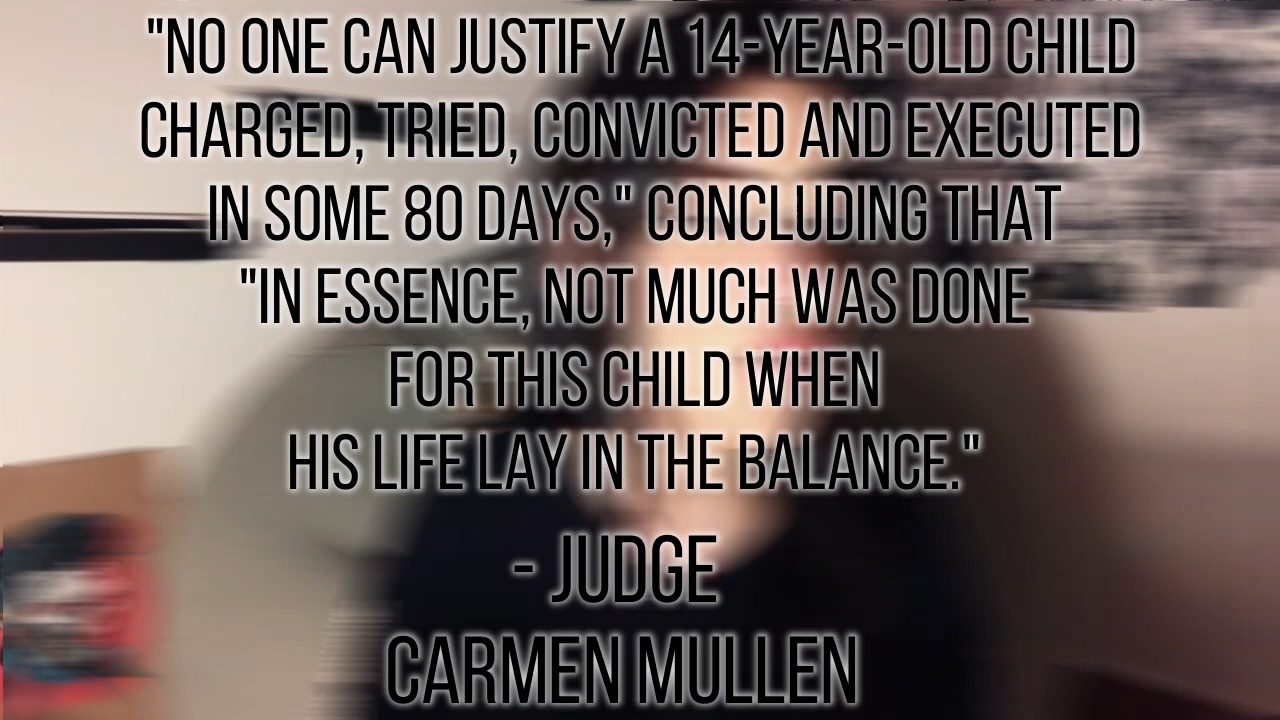 "NO ONE CAN JUSTIFY A 14-YEAR-OLD CHILD
CHARGED, TRIED, CONVICTED AND EXECUTED
IN SOME 80 DAYS," CONCLUDING THAT
"IN ESSENCE, NOT MUCH WAS DONE
FOR THIS CHILD WHEN
HIS LIFE LAY IN THE BALANCE."
- JUDGE
CARMEN MULLEN